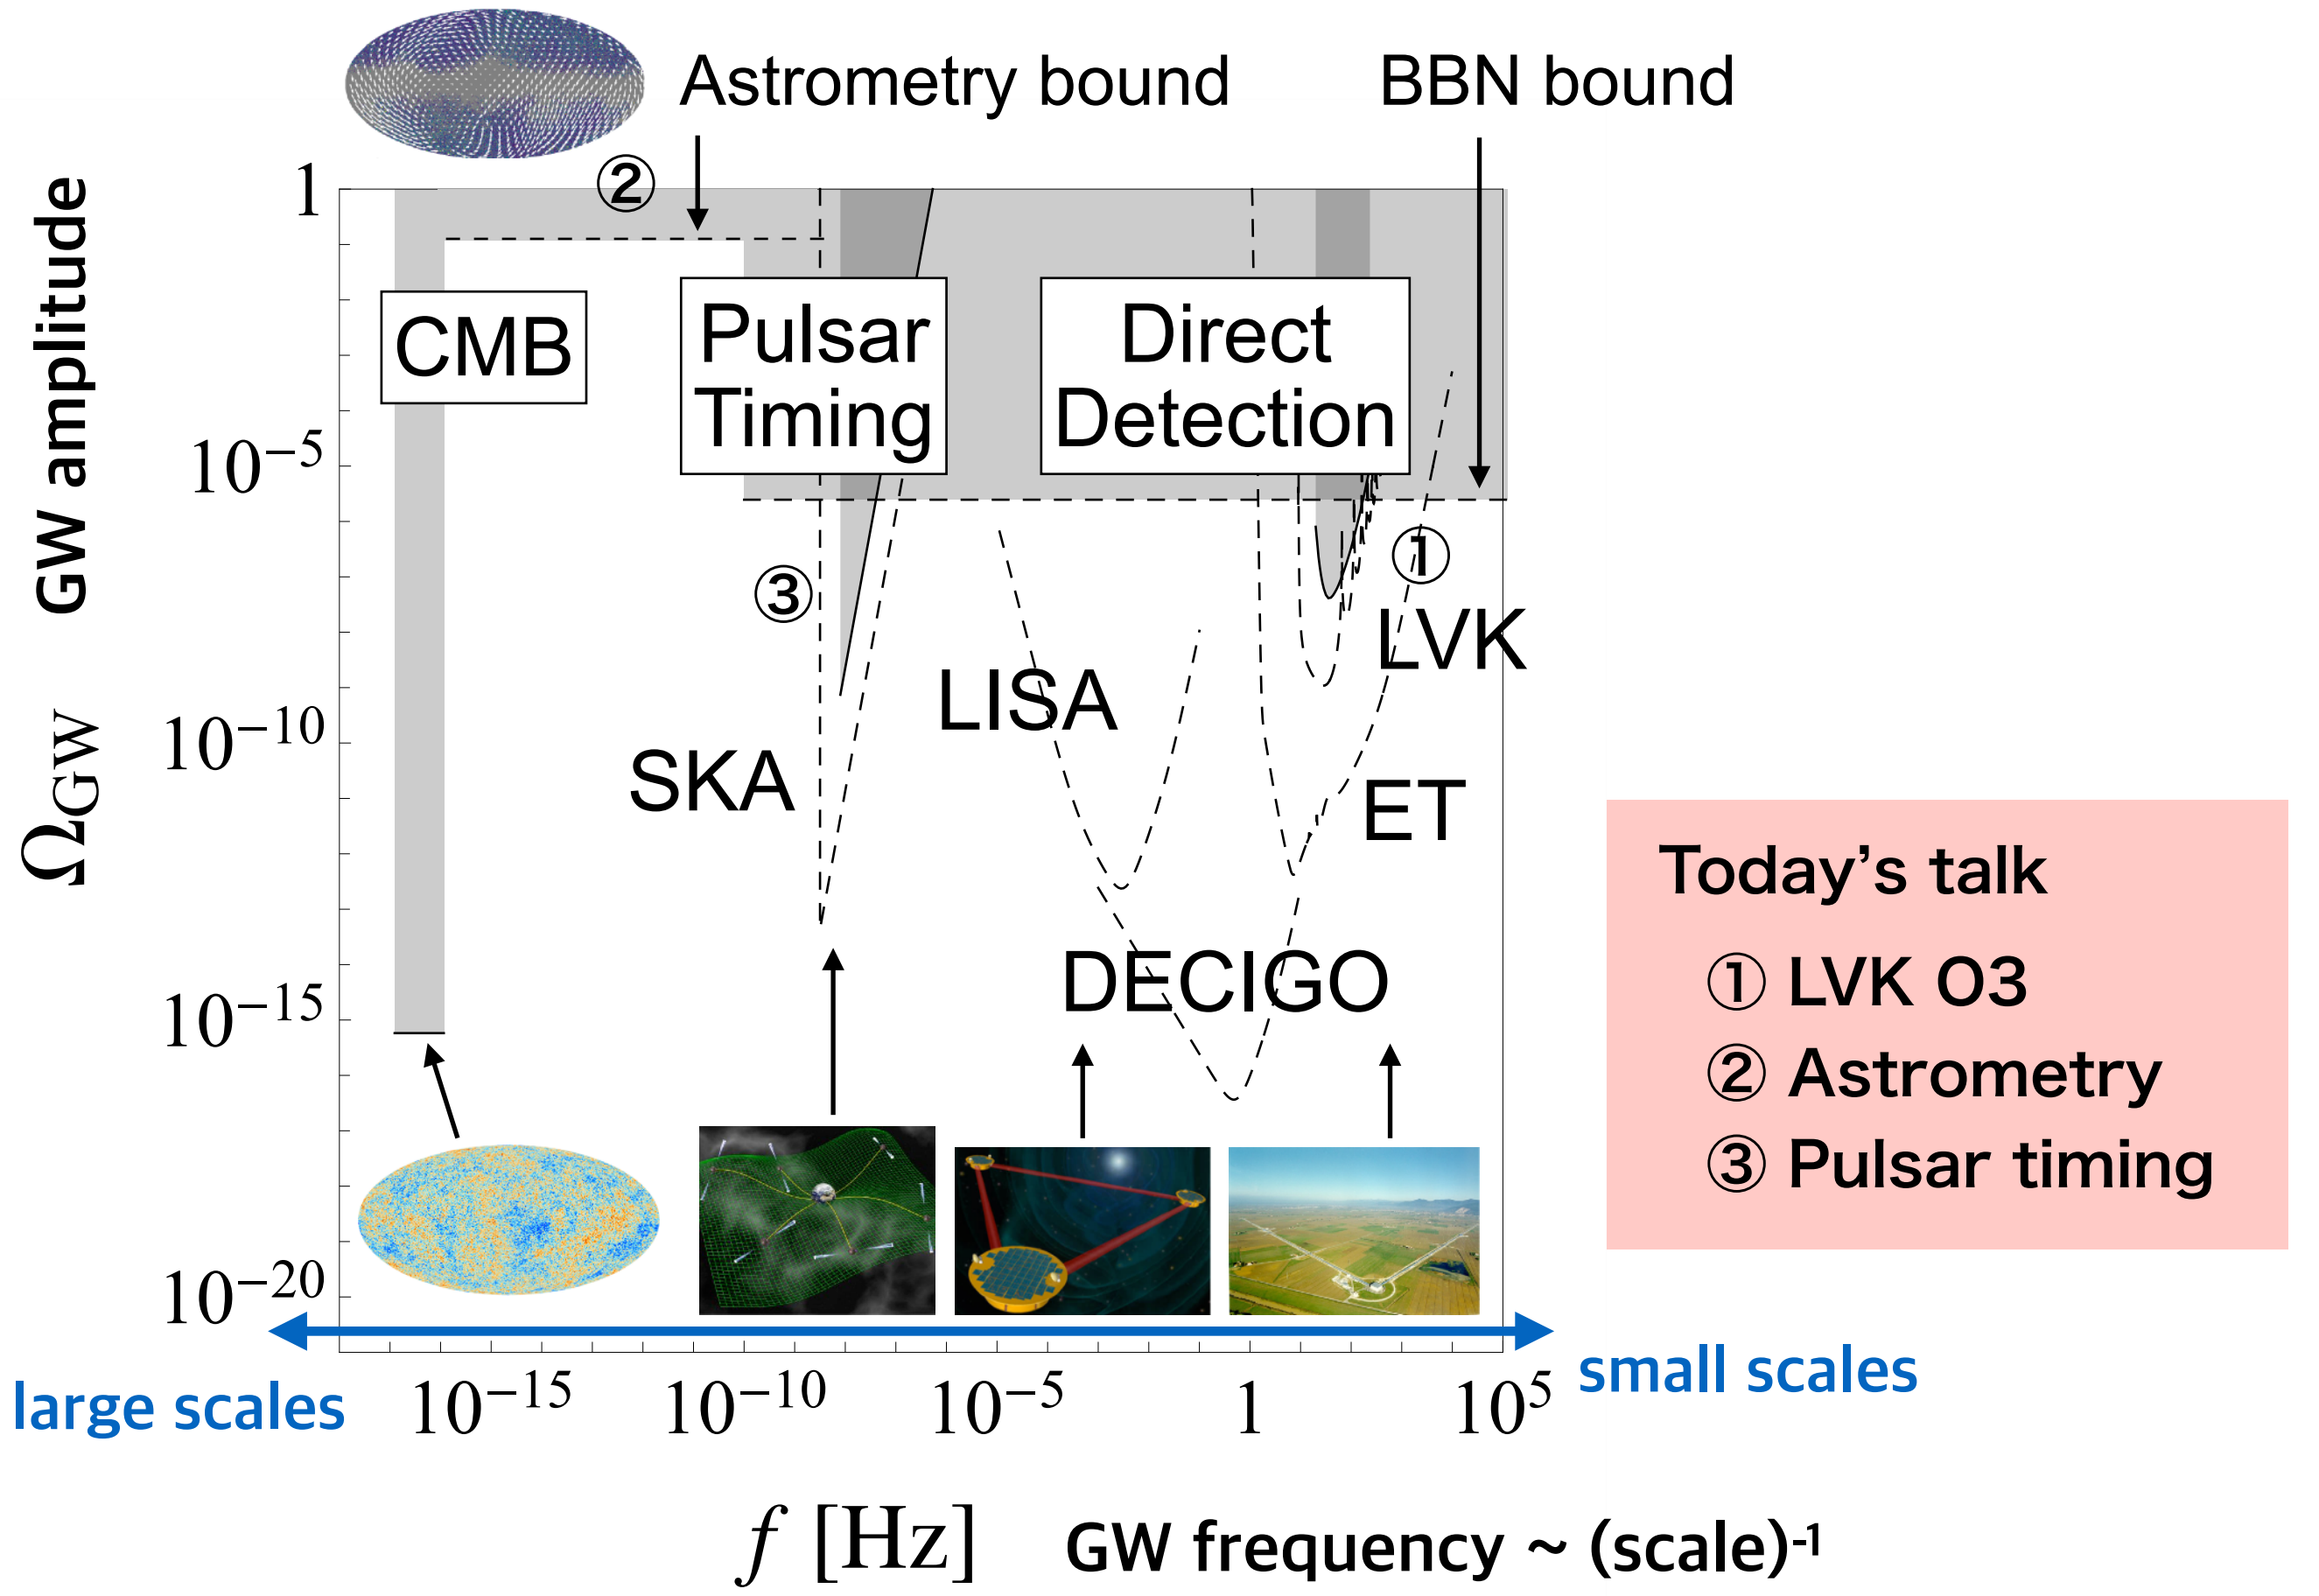 Astrometry bound
BBN bound
②
1
10⁻⁵
10⁻¹⁰
10⁻¹⁵
10⁻²⁰
GW amplitude
Ω_GW
CMB
Pulsar
Timing
Direct
Detection
①
③
LVK
LISA
SKA
ET
DECIGO
Today's talk
① LVK O3
② Astrometry
③ Pulsar timing
large scales
small scales
10⁻¹⁵
10⁻¹⁰
10⁻⁵
1
10⁵
f [Hz]
GW frequency ~ (scale)⁻¹